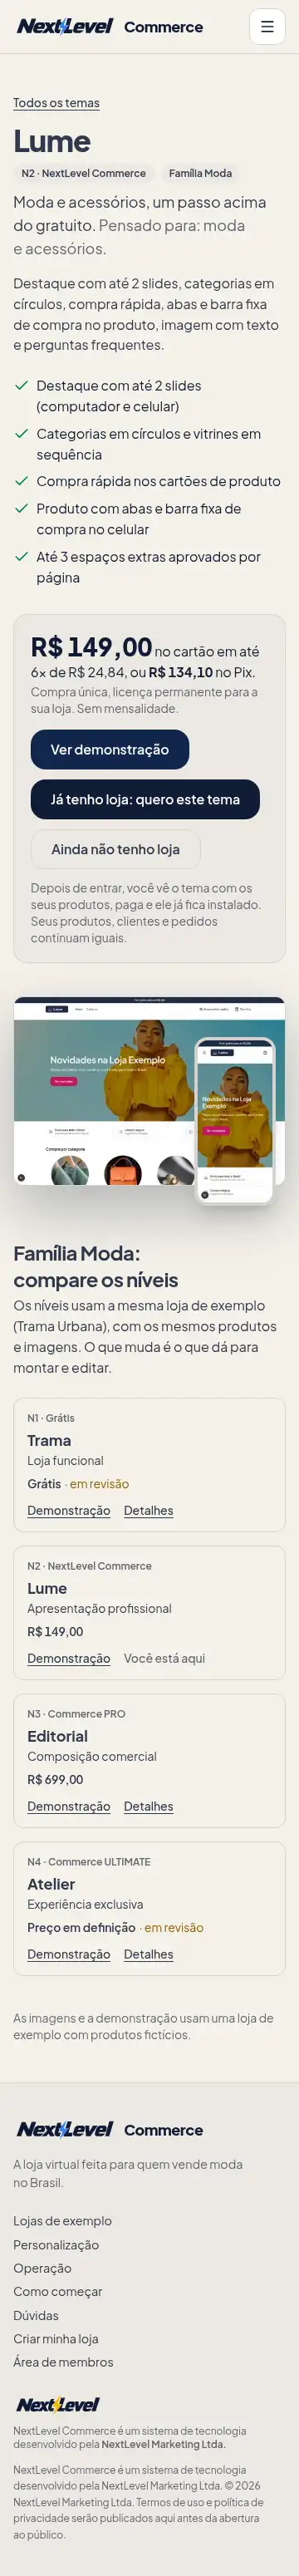 NextLevel Commerce
Todos os temas
Lume
N2 · NextLevel Commerce Família Moda
Moda e acessórios, um passo acima
do gratuito. Pensado para: moda
e acessórios.
Destaque com até 2 slides, categorias em
círculos, compra rápida, abas e barra fixa
de compra no produto, imagem com texto
e perguntas frequentes.
Destaque com até 2 slides
(computador e celular)
Categorias em círculos e vitrines em
sequência
Compra rápida nos cartões de produto
Produto com abas e barra fixa de
compra no celular
Até 3 espaços extras aprovados por
página
R$ 149,00 no cartão em até
6x de R$ 24,84, ou R$ 134,10 no Pix.
Compra única, licença permanente para a
sua loja. Sem mensalidade.
Ver demonstração
Já tenho loja: quero este tema
Ainda não tenho loja
Depois de entrar, você vê o tema com os
seus produtos, paga e ele já fica instalado.
Seus produtos, clientes e pedidos
continuam iguais.
Lume
Novidades na Loja Exemplo
Compre por categoria
Lume
Novidades na Loja
Exemplo
Família Moda:
compare os níveis
Os níveis usam a mesma loja de exemplo
(Trama Urbana), com os mesmos produtos
e imagens. O que muda é o que dá para
montar e editar.
N1 · Grátis
Trama
Loja funcional
Grátis · em revisão
Demonstração Detalhes
N2 · NextLevel Commerce
Lume
Apresentação profissional
R$ 149,00
Demonstração Você está aqui
N3 · Commerce PRO
Editorial
Composição comercial
R$ 699,00
Demonstração Detalhes
N4 · Commerce ULTIMATE
Atelier
Experiência exclusiva
Preço em definição · em revisão
Demonstração Detalhes
As imagens e a demonstração usam uma loja de
exemplo com produtos fictícios.
NextLevel Commerce
A loja virtual feita para quem vende moda
no Brasil.
Lojas de exemplo
Personalização
Operação
Como começar
Dúvidas
Criar minha loja
Área de membros
NextLevel
NextLevel Commerce é um sistema de tecnologia
desenvolvido pela NextLevel Marketing Ltda.
NextLevel Commerce é um sistema de tecnologia
desenvolvido pela NextLevel Marketing Ltda. © 2026
NextLevel Marketing Ltda. Termos de uso e política de
privacidade serão publicados aqui antes da abertura
ao público.